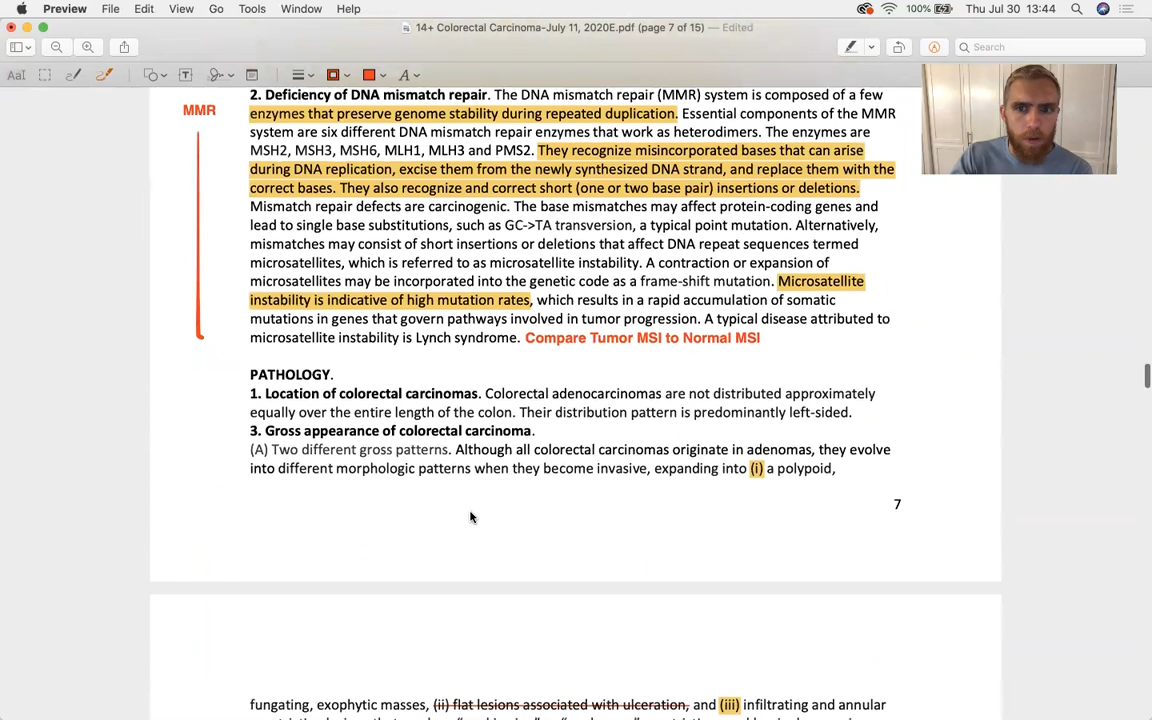 Preview File Edit View Go Tools Window Help 100% Thu Jul 30 13:44
14+ Colorectal Carcinoma-July 11, 2020E.pdf (page 7 of 15) — Edited
Search
AaI T A
2. Deficiency of DNA mismatch repair. The DNA mismatch repair (MMR) system is composed of a few
MMR
enzymes that preserve genome stability during repeated duplication. Essential components of the MMR
system are six different DNA mismatch repair enzymes that work as heterodimers. The enzymes are
MSH2, MSH3, MSH6, MLH1, MLH3 and PMS2. They recognize misincorporated bases that can arise
during DNA replication, excise them from the newly synthesized DNA strand, and replace them with the
correct bases. They also recognize and correct short (one or two base pair) insertions or deletions.
Mismatch repair defects are carcinogenic. The base mismatches may affect protein-coding genes and
lead to single base substitutions, such as GC->TA transversion, a typical point mutation. Alternatively,
mismatches may consist of short insertions or deletions that affect DNA repeat sequences termed
microsatellites, which is referred to as microsatellite instability. A contraction or expansion of
microsatellites may be incorporated into the genetic code as a frame-shift mutation. Microsatellite
instability is indicative of high mutation rates, which results in a rapid accumulation of somatic
mutations in genes that govern pathways involved in tumor progression. A typical disease attributed to
microsatellite instability is Lynch syndrome. Compare Tumor MSI to Normal MSI
PATHOLOGY.
1. Location of colorectal carcinomas. Colorectal adenocarcinomas are not distributed approximately
equally over the entire length of the colon. Their distribution pattern is predominantly left-sided.
3. Gross appearance of colorectal carcinoma.
(A) Two different gross patterns. Although all colorectal carcinomas originate in adenomas, they evolve
into different morphologic patterns when they become invasive, expanding into (i) a polypoid,
7
fungating, exophytic masses, (ii) flat lesions associated with ulceration, and (iii) infiltrating and annular